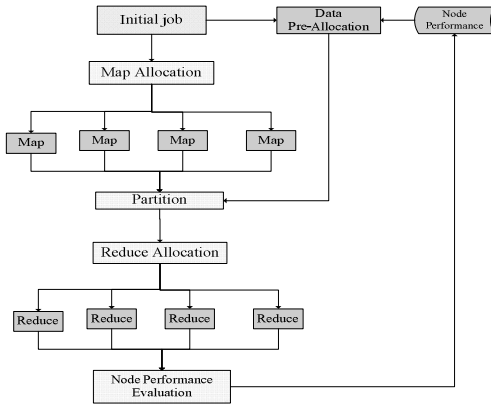 Initial job
Data
Pre-Allocation
Node
Performance
Map Allocation
Map
Map
Map
Map
Partition
Reduce Allocation
Reduce
Reduce
Reduce
Reduce
Node Performance
Evaluation